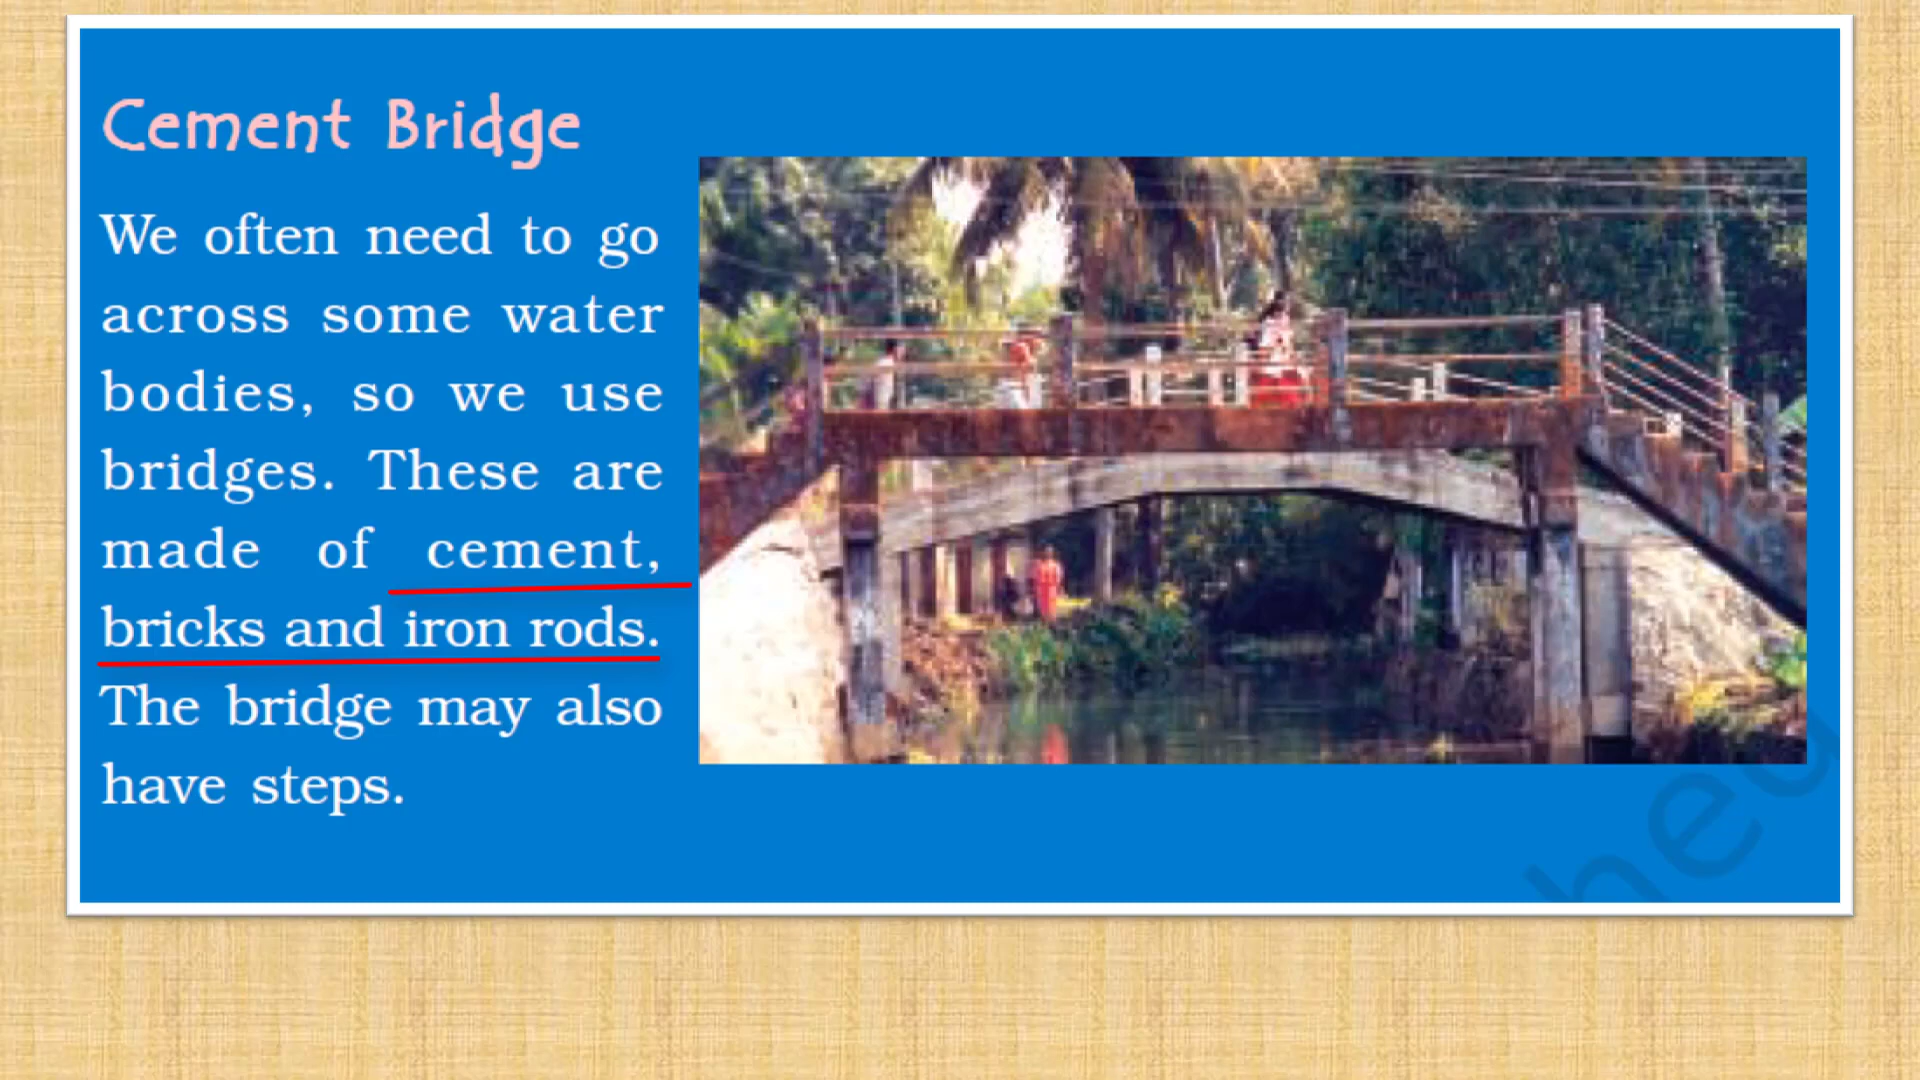 Cement Bridge
We often need to go
across some water
bodies, so we use
bridges. These are
made of cement,
bricks and iron rods.
The bridge may also
have steps.